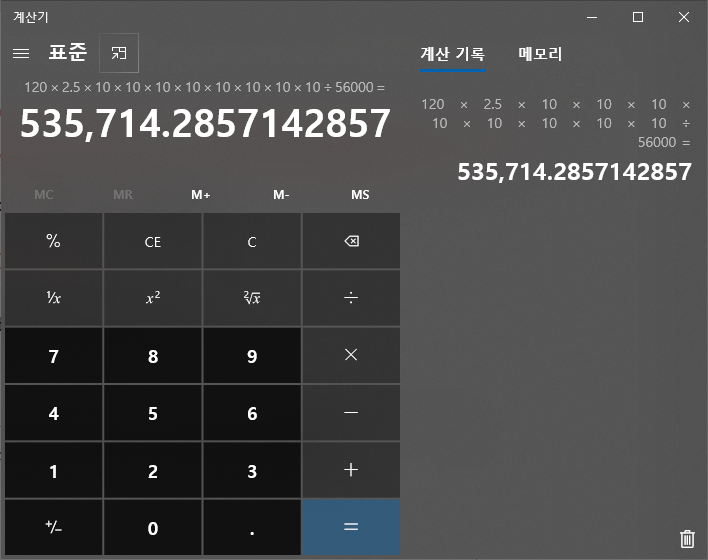 계산기
표준
계산 기록 메모리
120 × 2.5 × 10 × 10 × 10 × 10 × 10 × 10 × 10 × 10 ÷ 56000 =
535,714.2857142857
120 × 2.5 × 10 × 10 × 10 ×
10 × 10 × 10 × 10 × 10 ÷
56000 =
535,714.2857142857
MC MR M+ M- MS
% CE C
⅟x x² ²√x ÷
7 8 9 ×
4 5 6 −
1 2 3 +
+/− 0 . =